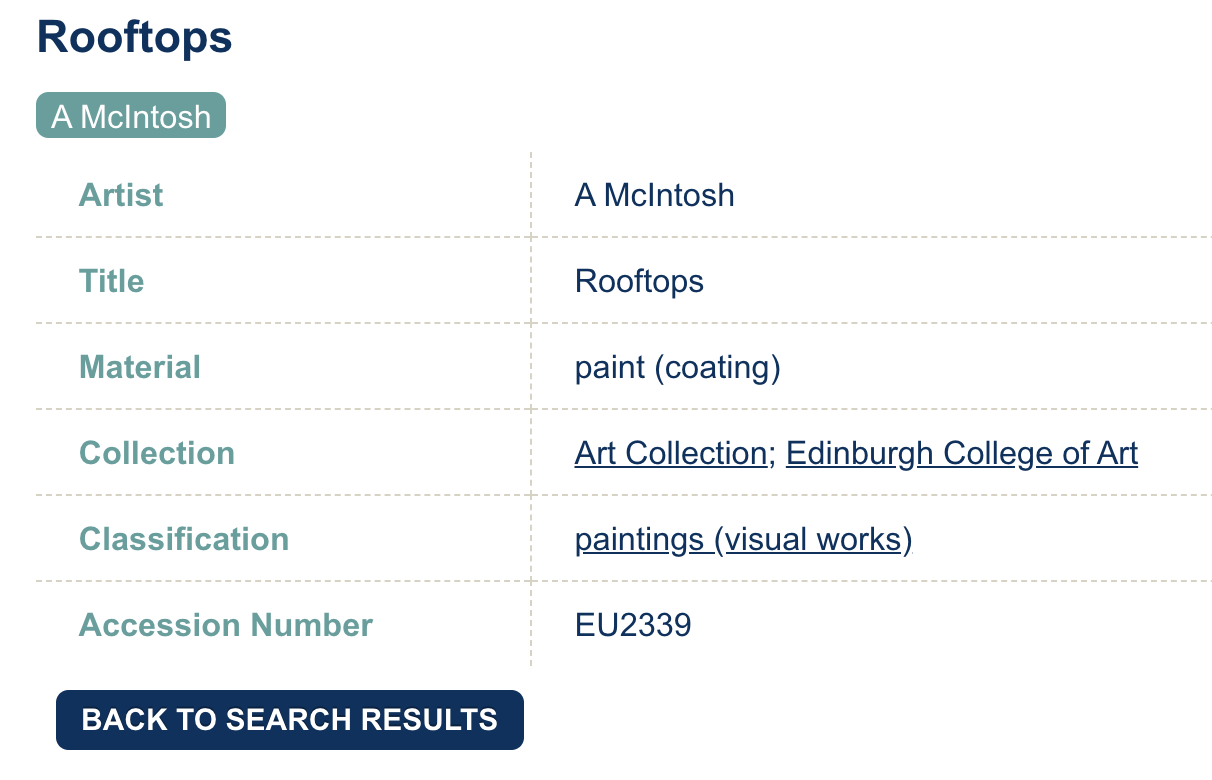 Rooftops
A McIntosh
Artist A McIntosh
Title Rooftops
Material paint (coating)
Collection Art Collection; Edinburgh College of Art
Classification paintings (visual works)
Accession Number EU2339
BACK TO SEARCH RESULTS